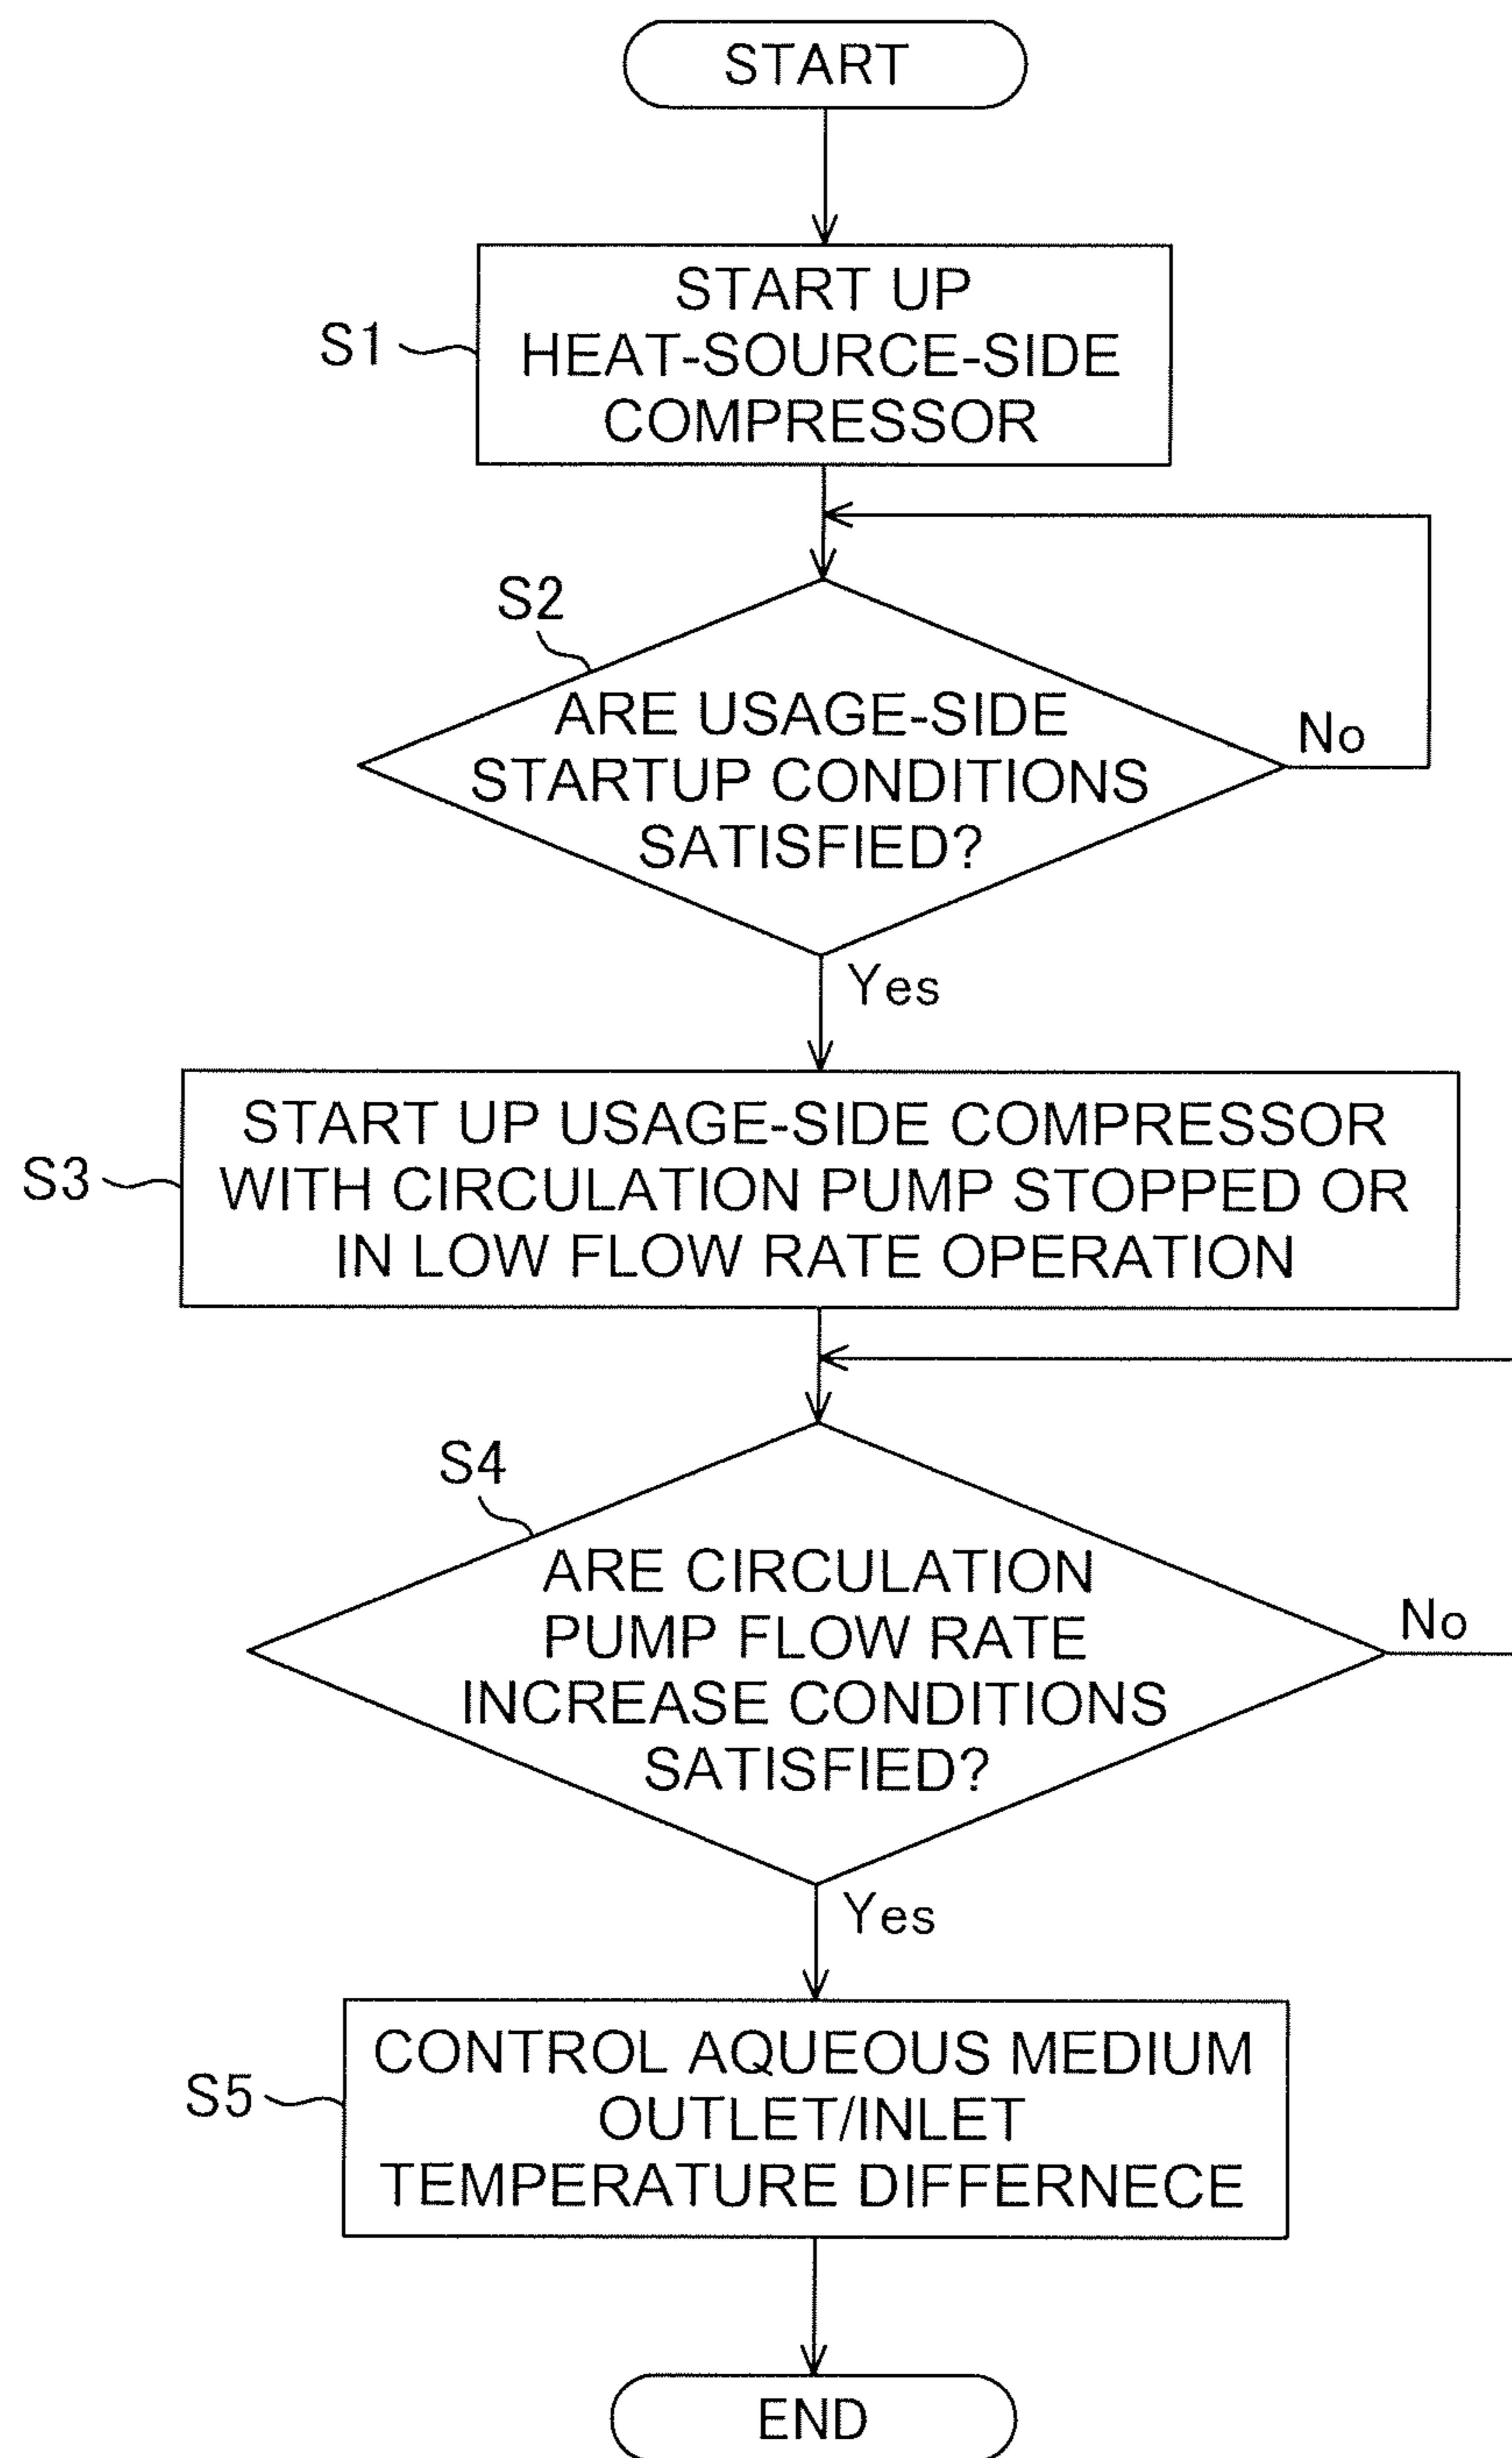 START
START UP
HEAT-SOURCE-SIDE
COMPRESSOR
S1
S2
ARE USAGE-SIDE
STARTUP CONDITIONS
SATISFIED?
No
Yes
START UP USAGE-SIDE COMPRESSOR
WITH CIRCULATION PUMP STOPPED OR
IN LOW FLOW RATE OPERATION
S3
S4
ARE CIRCULATION
PUMP FLOW RATE
INCREASE CONDITIONS
SATISFIED?
No
Yes
CONTROL AQUEOUS MEDIUM
OUTLET/INLET
TEMPERATURE DIFFERNECE
S5
END